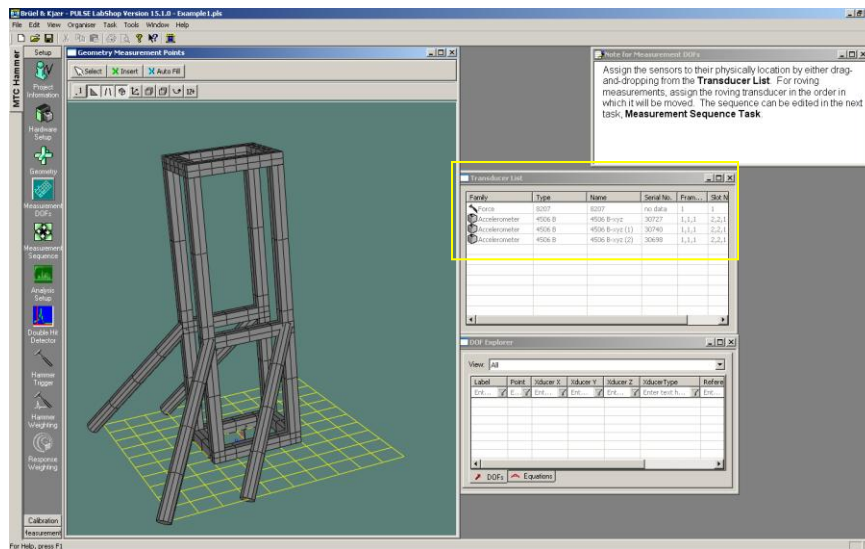 Brüel & Kjær - PULSE LabShop Version 15.1.0 - Example1.pls
File Edit View Organiser Task Tools Window Help
MTC Hammer
Setup
Project Information
Hardware Setup
Geometry
Measurement DOFs
Measurement Sequence
Analysis Setup
Double Hit Detector
Hammer Trigger
Hammer Weighting
Response Weighting
Calibration
Measurement
For Help, press F1
Geometry Measurement Points
Select Insert Auto Fill
Note for Measurement DOFs
Assign the sensors to their physically location by either drag-
and-dropping from the Transducer List. For roving
measurements, assign the roving transducer in the order in
which it will be moved. The sequence can be edited in the next
task, Measurement Sequence Task
Transducer List
Family Type Name Serial No. Fram... Slot N
Force 8207 8207 no data 1 1
Accelerometer 4506 B 4506 B-xyz 30727 1,1,1 2,2,1
Accelerometer 4506 B 4506 B-xyz (1) 30740 1,1,1 2,2,1
Accelerometer 4506 B 4506 B-xyz (2) 30698 1,1,1 2,2,1
DOF Explorer
View: All
Label Point Xducer X Xducer Y Xducer Z XducerType Refere
Ent... E... Ent... Ent... Ent... Enter text h... Ent...
DOFs Equations